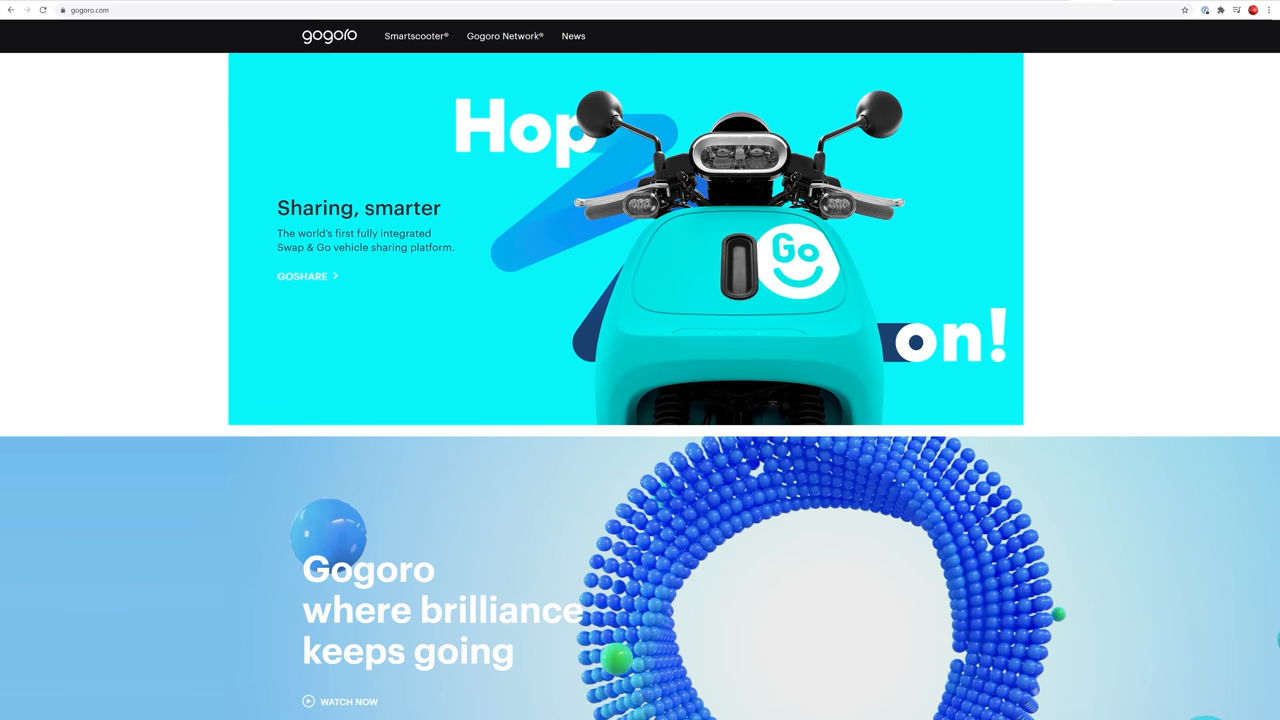 gogoro.com
gogoro
Smartscooter®
Gogoro Network®
News
Hop
Sharing, smarter
The world's first fully integrated
Swap & Go vehicle sharing platform.
GOSHARE
Go
on!
Gogoro
where brilliance
keeps going
WATCH NOW